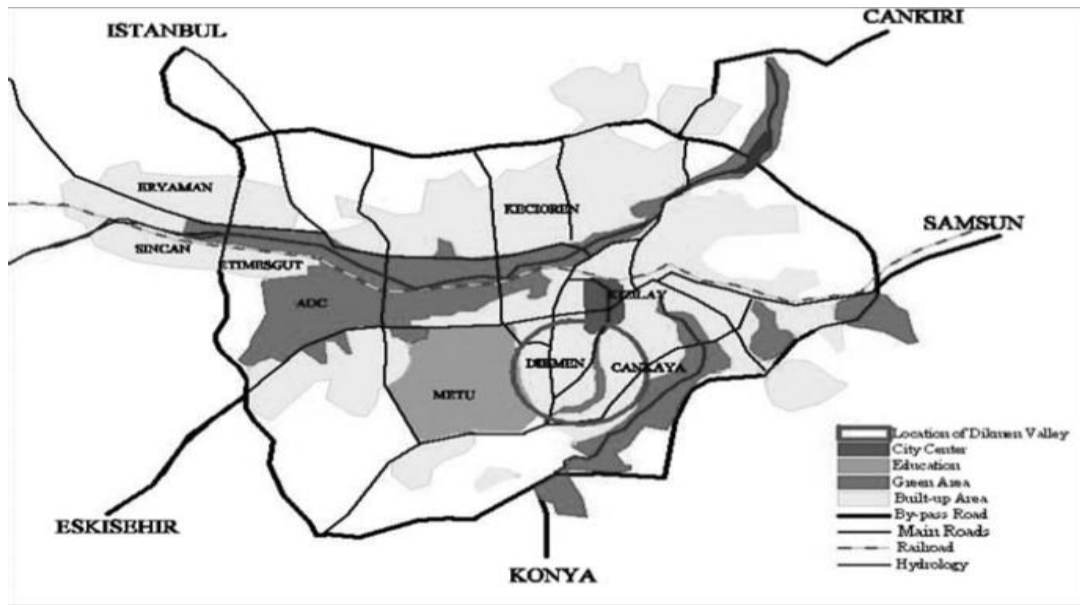 CANKIRI
ISTANBUL
ERYAMAN
KECIOREN
SAMSUN
SINCAN
ETIMESGUT
KIZILAY
AOC
DIKMEN
CANKAYA
METU
Location of Dikmen Valley
City Center
Education
Green Area
Built-up Area
By-pass Road
Main Roads
Railroad
Hydrology
ESKISEHIR
KONYA